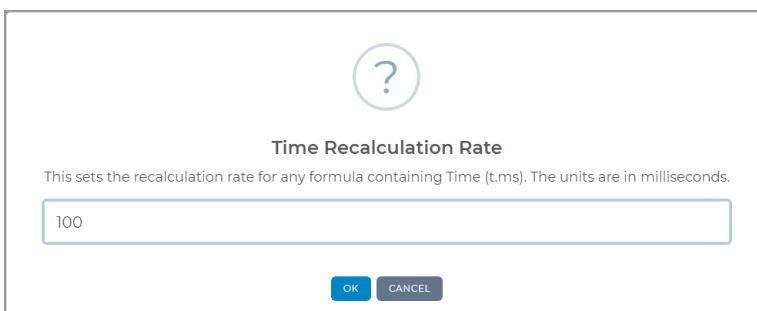 ?
Time Recalculation Rate
This sets the recalculation rate for any formula containing Time (t.ms). The units are in milliseconds.
100
OK CANCEL